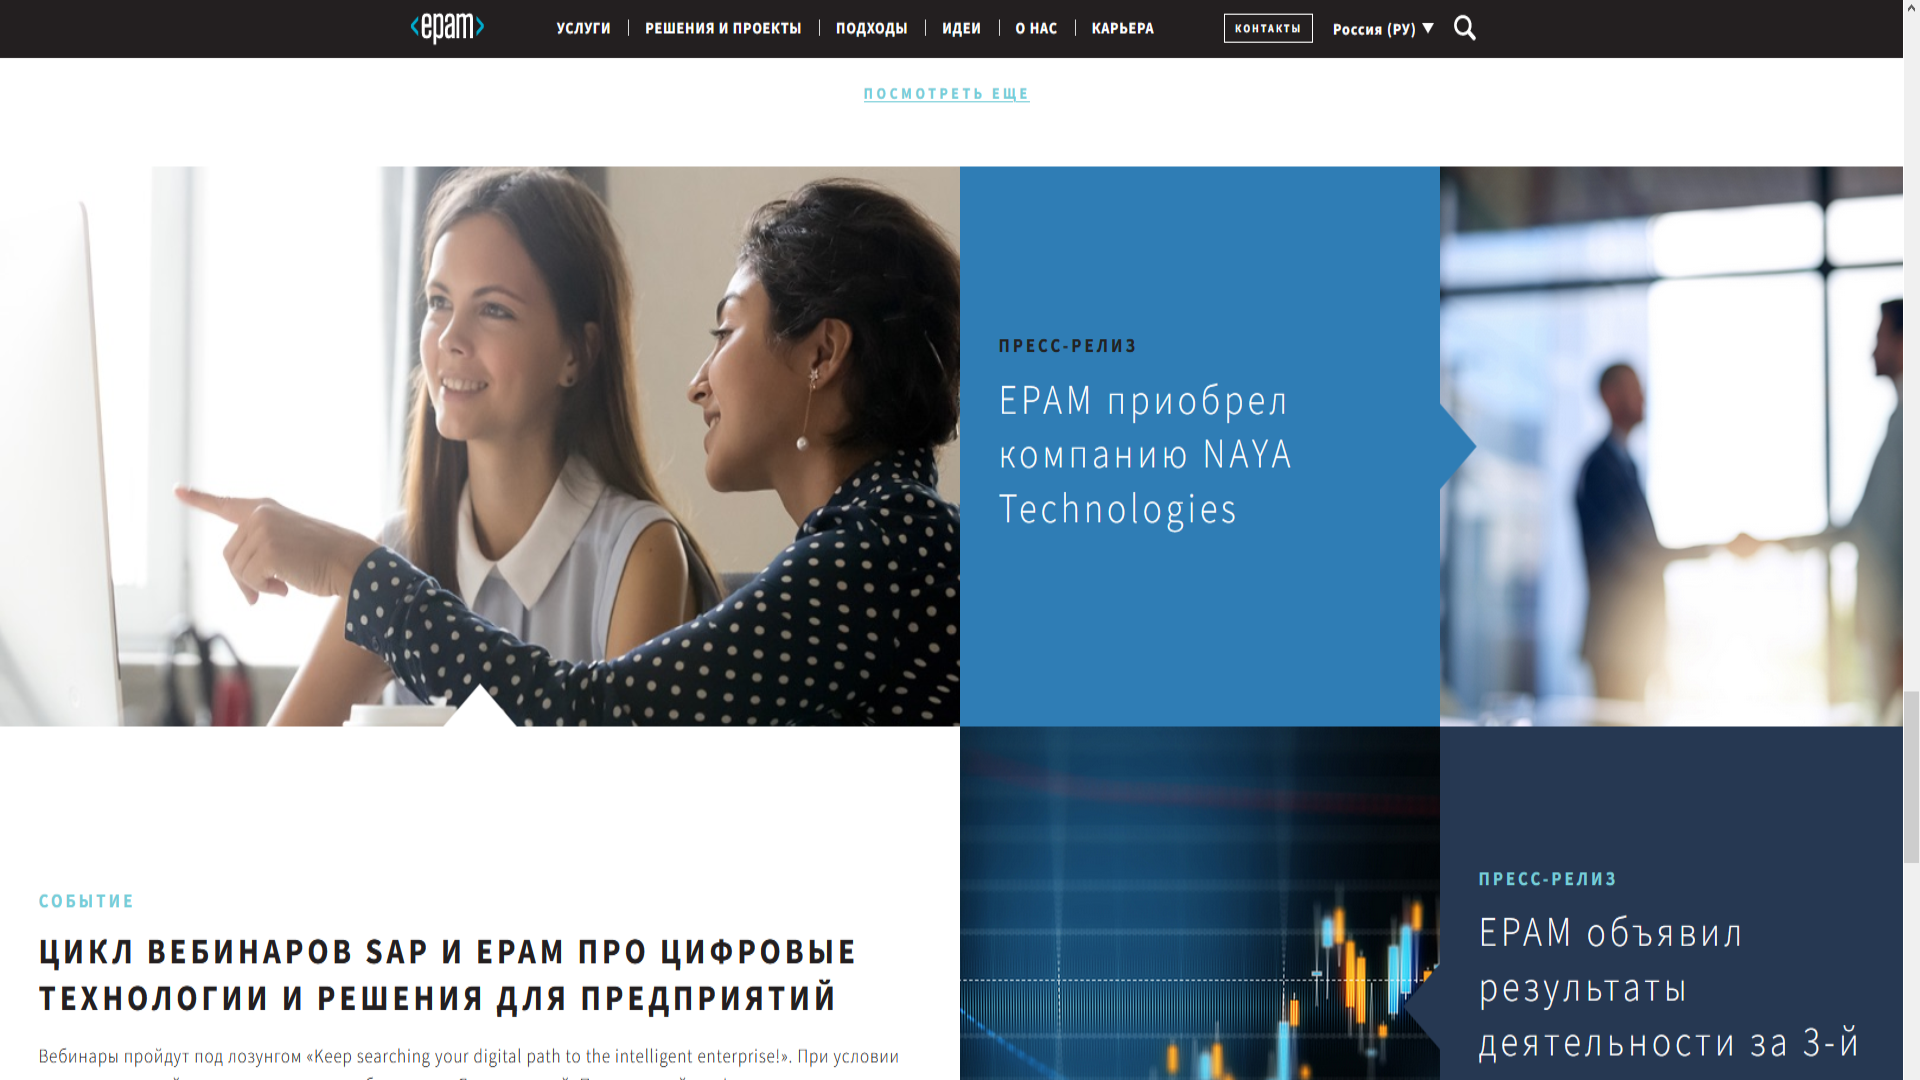 <epam>
УСЛУГИ
РЕШЕНИЯ И ПРОЕКТЫ
ПОДХОДЫ
ИДЕИ
О НАС
КАРЬЕРА
КОНТАКТЫ
Россия (РУ)
ПОСМОТРЕТЬ ЕЩЕ
ПРЕСС-РЕЛИЗ
EPAM приобрел
компанию NAYA
Technologies
СОБЫТИЕ
ЦИКЛ ВЕБИНАРОВ SAP И EPAM ПРО ЦИФРОВЫЕ
ТЕХНОЛОГИИ И РЕШЕНИЯ ДЛЯ ПРЕДПРИЯТИЙ
Вебинары пройдут под лозунгом «Keep searching your digital path to the intelligent enterprise!». При условии
ПРЕСС-РЕЛИЗ
EPAM объявил
результаты
деятельности за 3-й